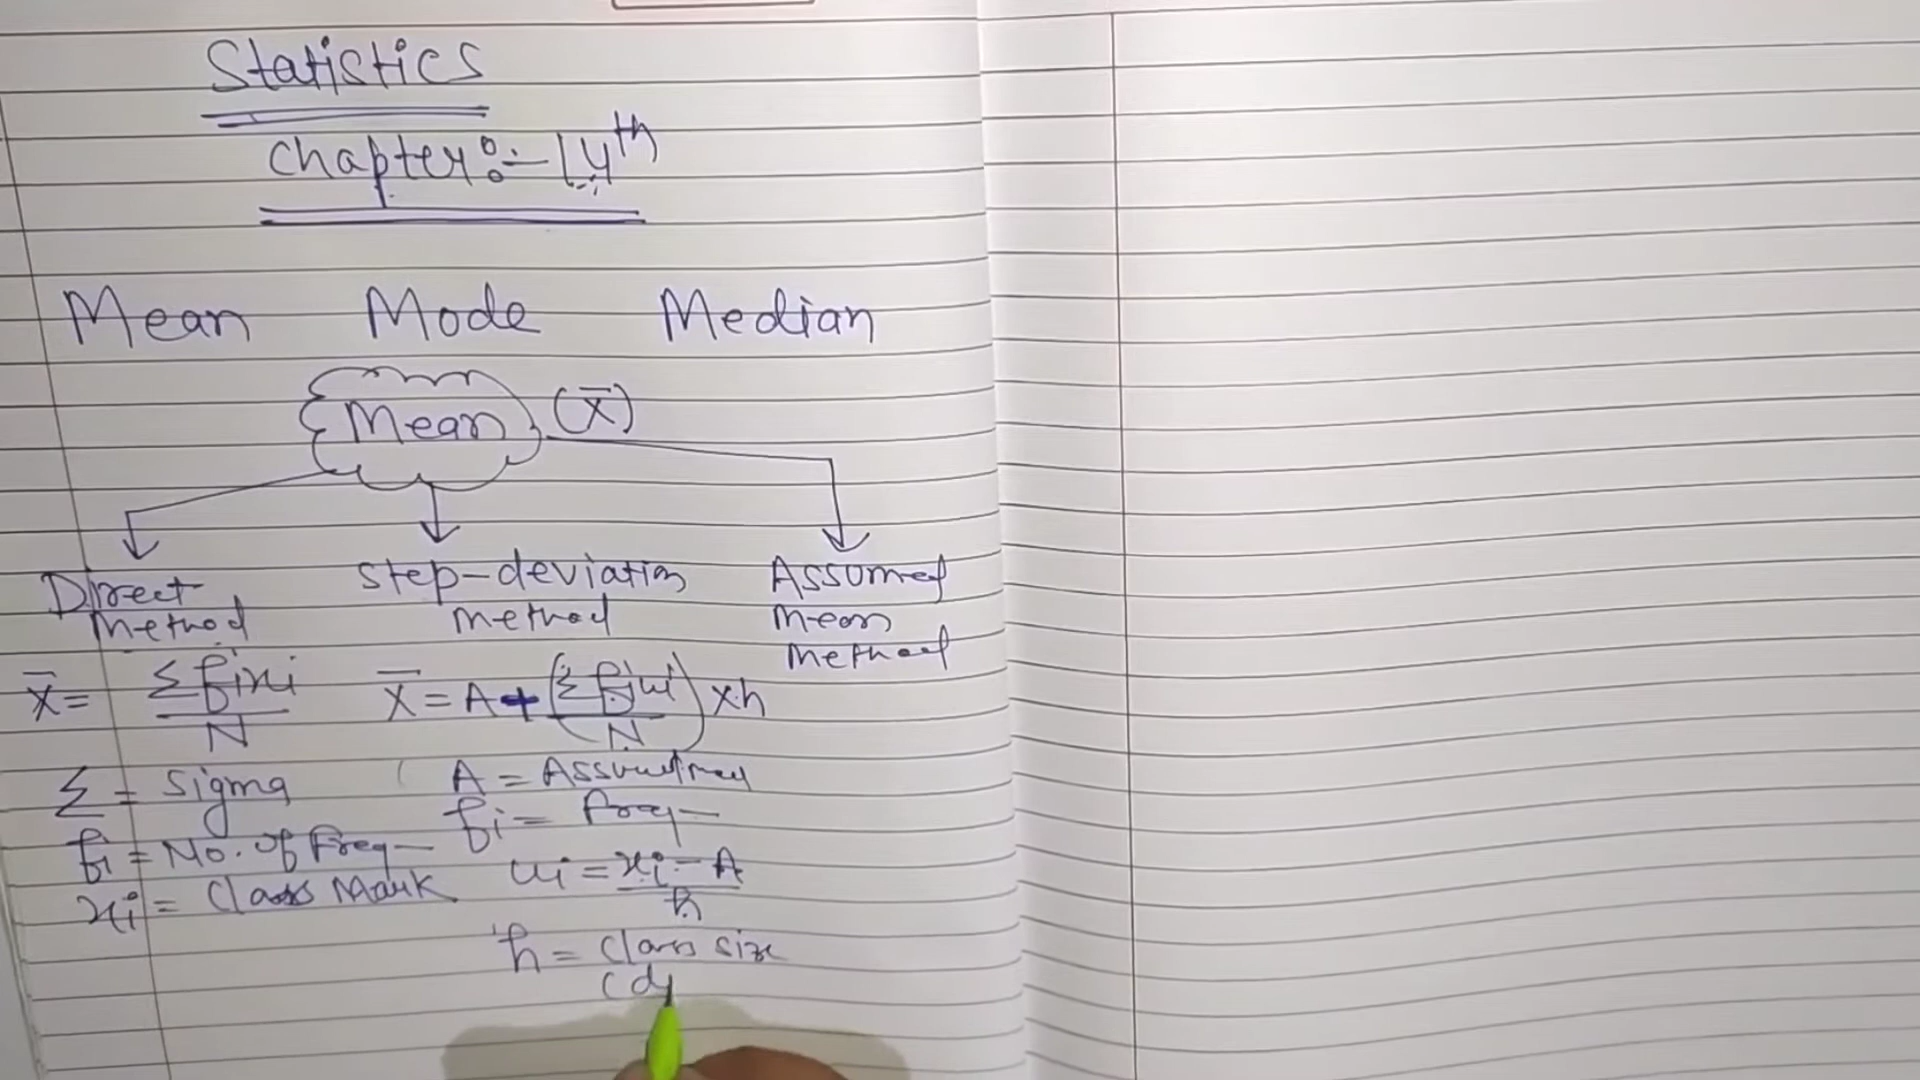 Statistics
Chapter :- 14th
Mean Mode Median
Mean (x̄)
Direct Method
Step-deviation Method
Assumed Mean Method
x̄ = Σfixi / N
x̄ = A + (Σfiui / N) × h
Σ = Sigma
fi = No. of Freq-
xi = Class Mark
A = Assumed
fi = freq-
ui = xi - A / h
h = Class size
(d